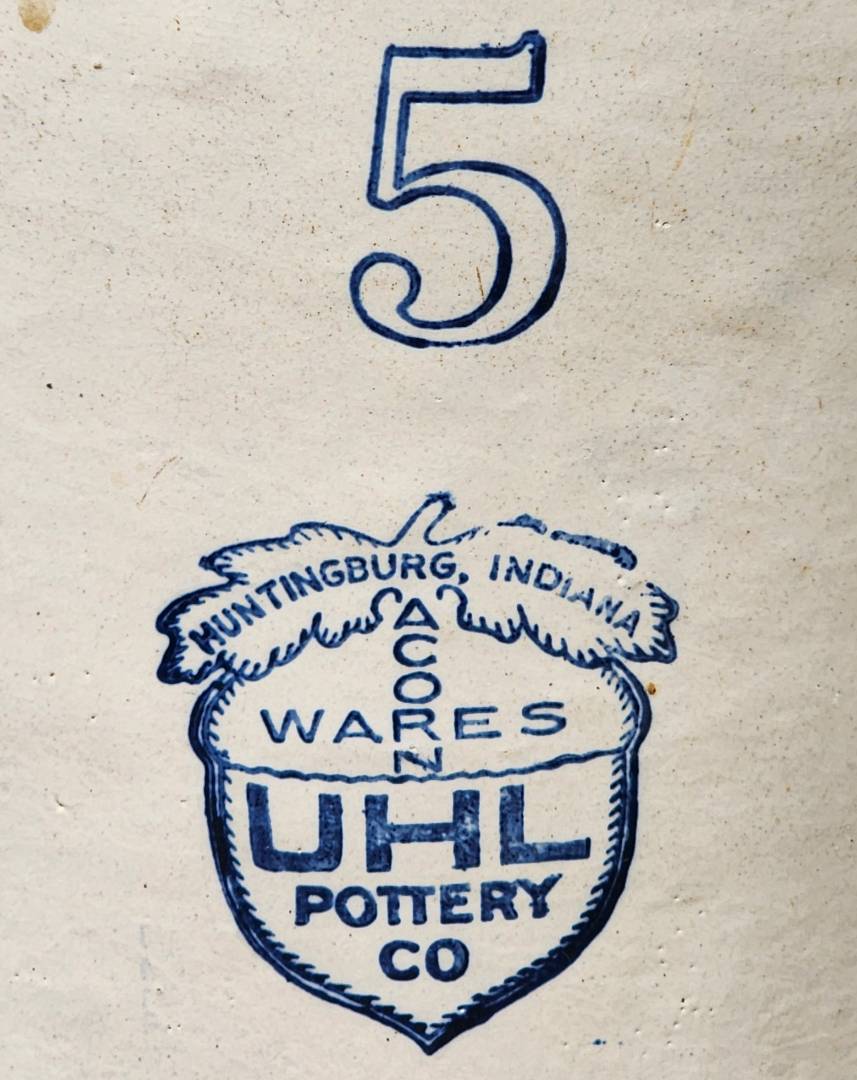 5
HUNTINGBURG, INDIANA
ACORN
WARES
UHL
POTTERY
CO